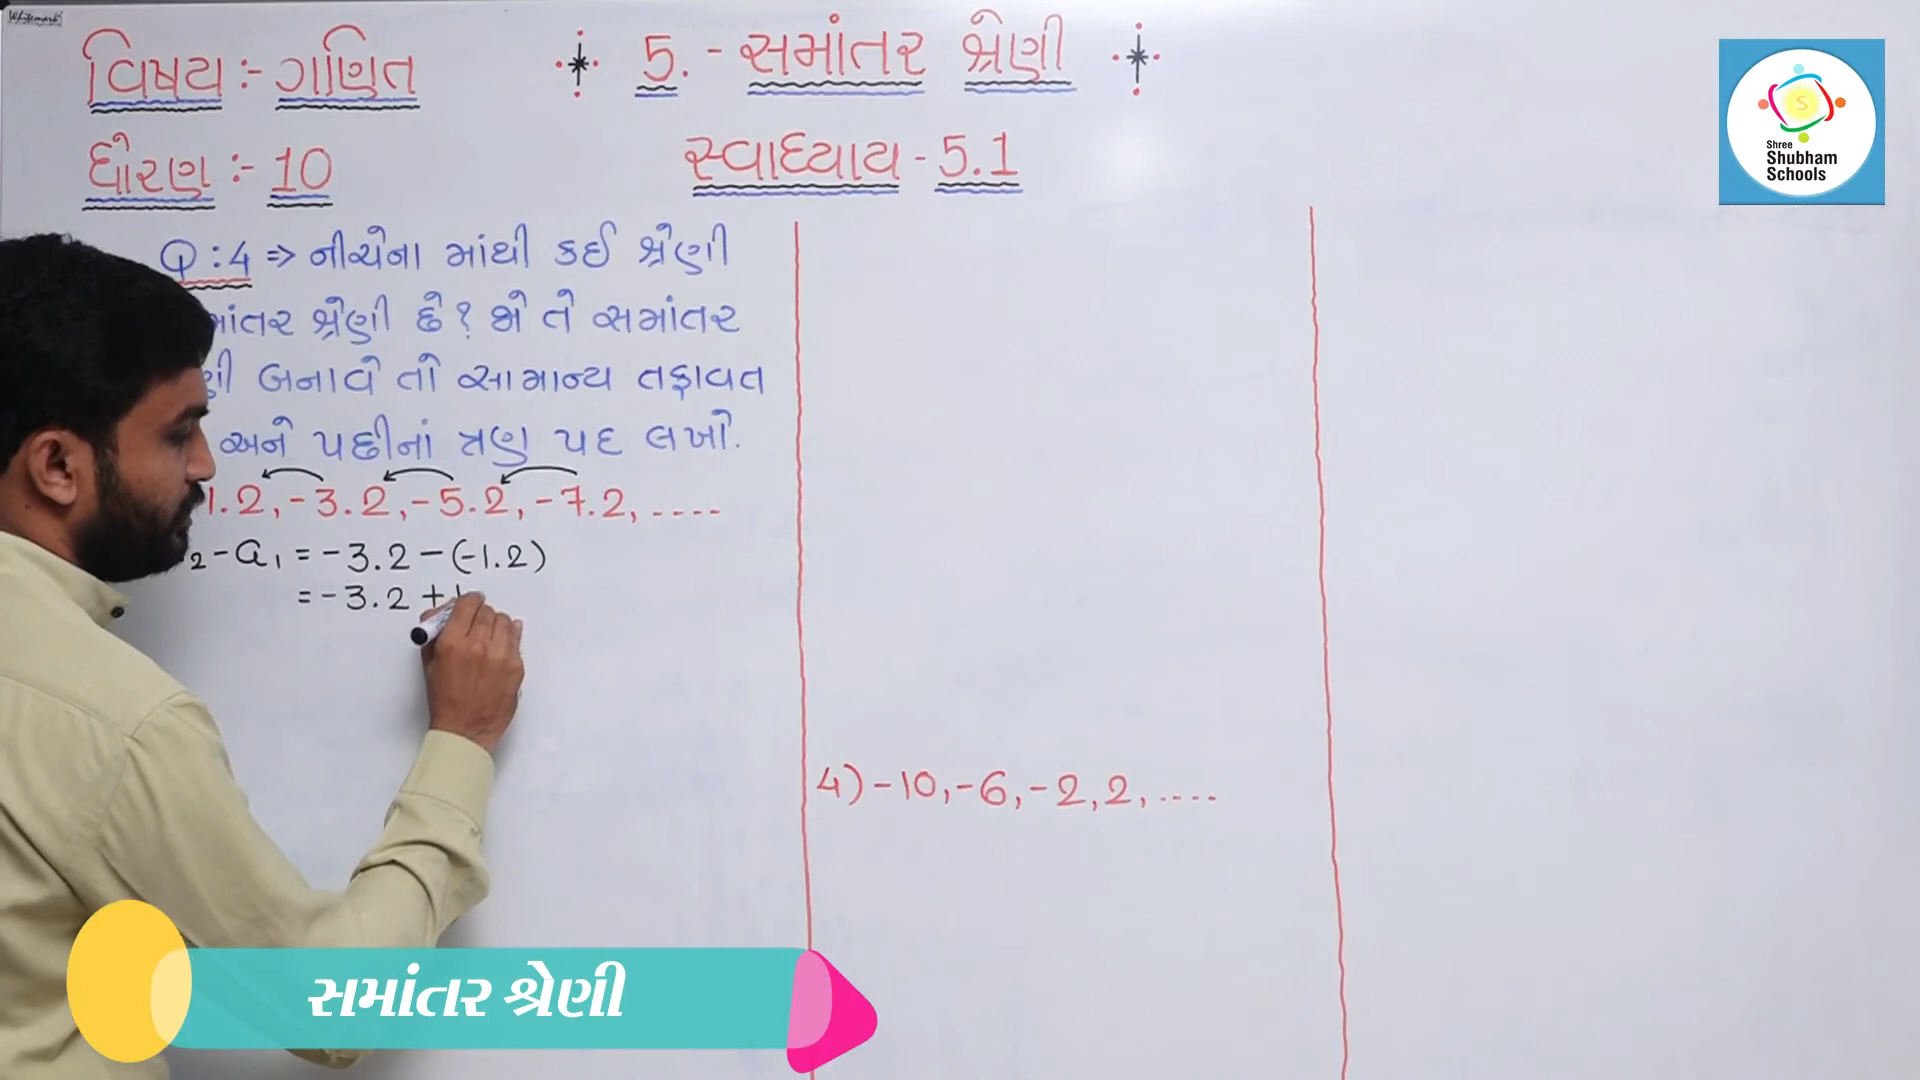 Whitemark
વિષય :- ગણિત
5. - સમાંતર શ્રેણી
ધોરણ :- 10
સ્વાધ્યાય - 5.1
Shree
Shubham
Schools
Q : 4 => નીચેના માંથી કઈ શ્રેણી
શ્રેણી છે? જો તે સમાંતર
બનાવે તો સામાન્ય તફાવત
અને પછીનાં ત્રણ પદ લખો.
1.2, -3.2, -5.2, -7.2, ....
₂ - a₁ = -3.2 - (-1.2)
= -3.2 + 1
4) -10, -6, -2, 2, ....
સમાંતર શ્રેણી